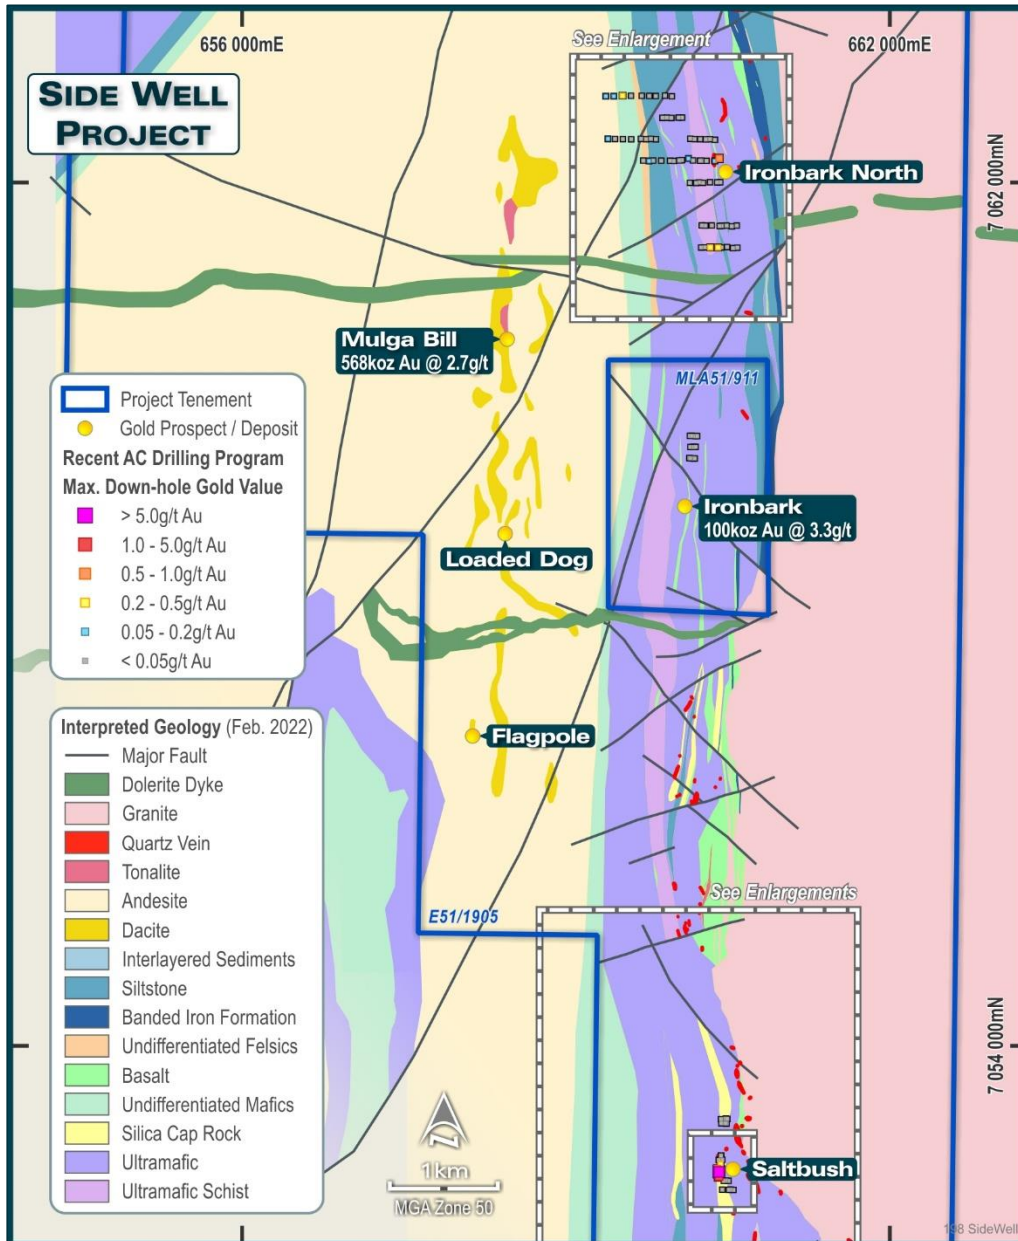 656 000mE
662 000mE
See Enlargement
SIDE WELL
PROJECT
Ironbark North
7 062 000mN
Mulga Bill
568koz Au @ 2.7g/t
MLA51/911
Project Tenement
Gold Prospect / Deposit
Recent AC Drilling Program
Max. Down-hole Gold Value
> 5.0g/t Au
1.0 - 5.0g/t Au
0.5 - 1.0g/t Au
0.2 - 0.5g/t Au
0.05 - 0.2g/t Au
< 0.05g/t Au
Ironbark
100koz Au @ 3.3g/t
Loaded Dog
Flagpole
Interpreted Geology (Feb. 2022)
Major Fault
Dolerite Dyke
Granite
Quartz Vein
Tonalite
Andesite
Dacite
Interlayered Sediments
Siltstone
Banded Iron Formation
Undifferentiated Felsics
Basalt
Undifferentiated Mafics
Silica Cap Rock
Ultramafic
Ultramafic Schist
See Enlargements
E51/1905
7 054 000mN
N
1km
MGA Zone 50
Saltbush
SideWell